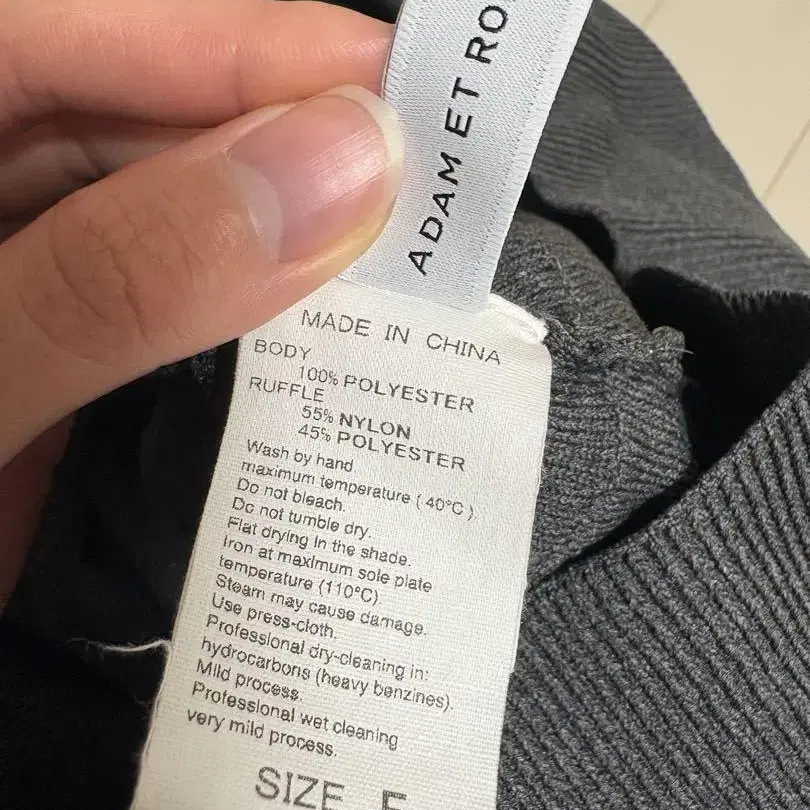 ADAM ET RO
MADE IN CHINA
BODY
100% POLYESTER
RUFFLE
55% NYLON
45% POLYESTER
Wash by hand
maximum temperature ( 40°C ).
Do not bleach.
Do not tumble dry.
Flat drying in the shade.
Iron at maximum sole plate
temperature (110°C).
Steam may cause damage.
Use press-cloth.
Professional dry-cleaning in:
hydrocarbons (heavy benzines).
Mild process.
Professional wet cleaning
very mild process.
SIZE F